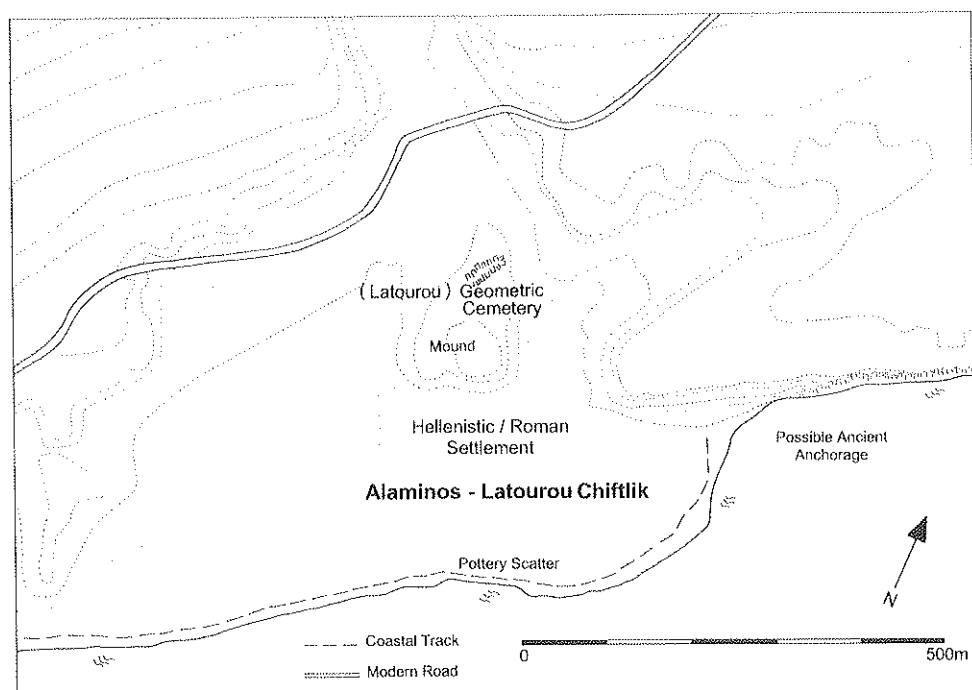 (Latourou) Geometric
Cemetery
Mound
Hellenistic / Roman
Settlement
Possible Ancient
Anchorage
Alaminos - Latourou Chiftlik
Pottery Scatter
N
Coastal Track
Modern Road
0 500m